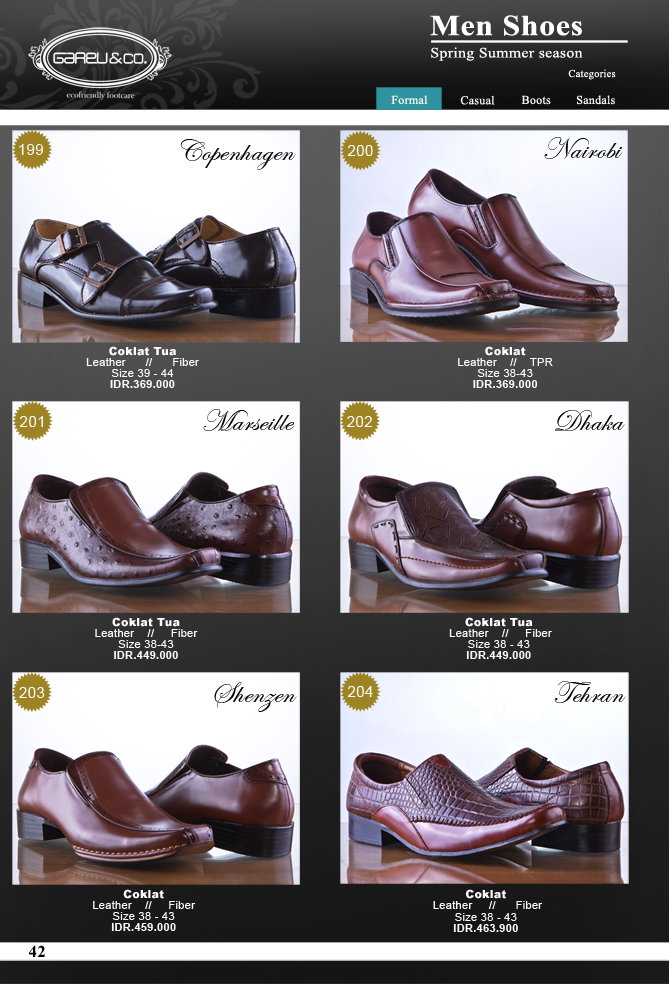 GAREU&CO.
ecofriendly footcare
Men Shoes
Spring Summer season
Categories
Formal Casual Boots Sandals
199 Copenhagen
Coklat Tua
Leather // Fiber
Size 39 - 44
IDR.369.000
200 Nairobi
Coklat
Leather // TPR
Size 38-43
IDR.369.000
201 Marseille
Coklat Tua
Leather // Fiber
Size 38-43
IDR.449.000
202 Dhaka
Coklat Tua
Leather // Fiber
Size 38 - 43
IDR.449.000
203 Shenzen
Coklat
Leather // Fiber
Size 38 - 43
IDR.459.000
204 Tehran
Coklat
Leather // Fiber
Size 38 - 43
IDR.463.900
42